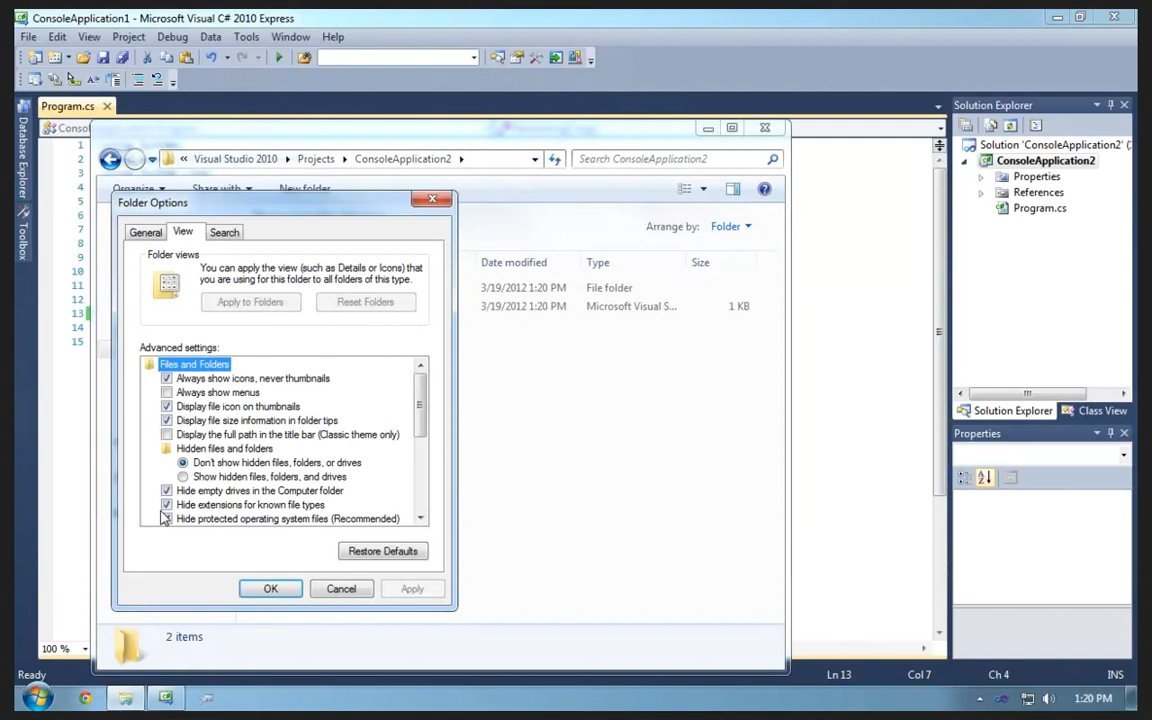 ConsoleApplication1 - Microsoft Visual C# 2010 Express
File Edit View Project Debug Data Tools Window Help
Program.cs
Database Explorer
Toolbox
1
2
3
4
5
6
7
8
9
10
11
12
13
14
15
« Visual Studio 2010 Projects ConsoleApplication2
Search ConsoleApplication2
Organize Share with New folder
Arrange by: Folder
Date modified Type Size
3/19/2012 1:20 PM File folder
3/19/2012 1:20 PM Microsoft Visual S... 1 KB
Folder Options
General View Search
Folder views
You can apply the view (such as Details or Icons) that
you are using for this folder to all folders of this type.
Apply to Folders Reset Folders
Advanced settings:
Files and Folders
Always show icons, never thumbnails
Always show menus
Display file icon on thumbnails
Display file size information in folder tips
Display the full path in the title bar (Classic theme only)
Hidden files and folders
Don't show hidden files, folders, or drives
Show hidden files, folders, and drives
Hide empty drives in the Computer folder
Hide extensions for known file types
Hide protected operating system files (Recommended)
Restore Defaults
OK Cancel Apply
2 items
Solution Explorer
Solution 'ConsoleApplication2' (
ConsoleApplication2
Properties
References
Program.cs
Solution Explorer Class View
Properties
100 %
Ready Ln 13 Col 7 Ch 4 INS
1:20 PM